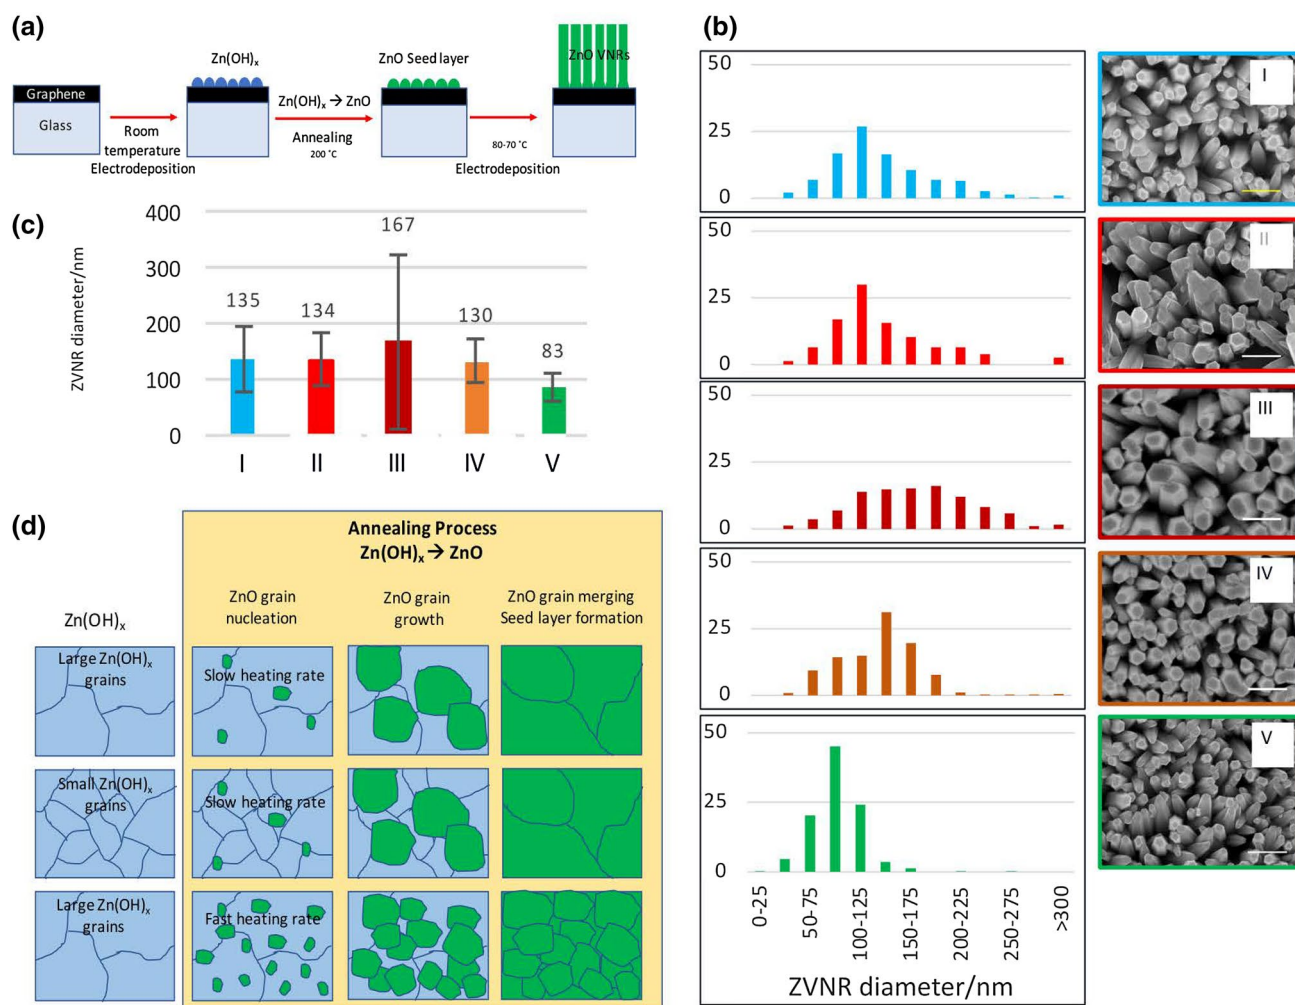 (a)
Graphene
Glass
Room
temperature
Electrodeposition
Zn(OH)ₓ
Zn(OH)ₓ → ZnO
Annealing
200 ˚C
ZnO Seed layer
80-70 ˚C
Electrodeposition
ZnO VNRs
(b)
50
25
0
I
50
25
0
II
50
25
0
III
50
25
0
IV
50
25
0
V
0-25
50-75
100-125
150-175
200-225
250-275
>300
ZVNR diameter/nm
(c)
ZVNR diameter/nm
400
300
200
100
0
135
134
167
130
83
I
II
III
IV
V
(d)
Annealing Process
Zn(OH)ₓ → ZnO
Zn(OH)ₓ
ZnO grain
nucleation
ZnO grain
growth
ZnO grain merging
Seed layer formation
Large Zn(OH)ₓ
grains
Slow heating rate
Small Zn(OH)ₓ
grains
Slow heating rate
Large Zn(OH)ₓ
grains
Fast heating rate